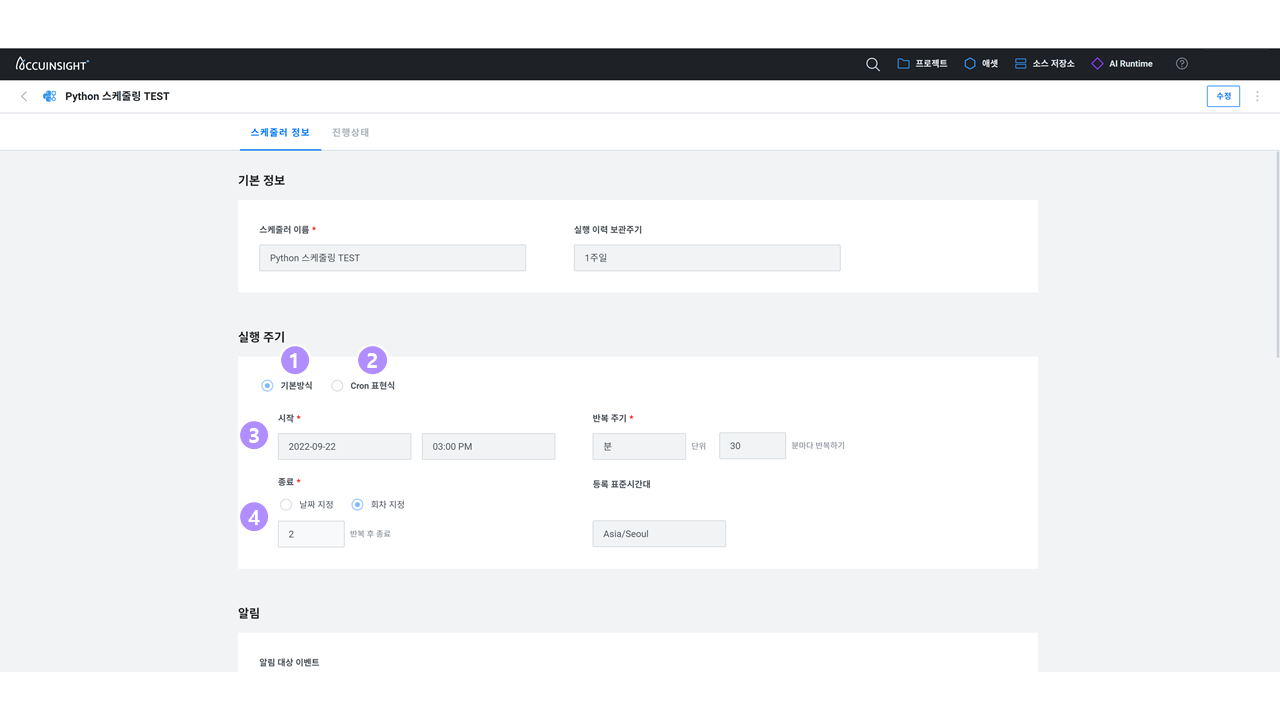 ACCUINSIGHT+ 프로젝트 애셋 소스 저장소 AI Runtime ?
Python 스케줄링 TEST 수정
스케줄러 정보 진행상태
기본 정보
스케줄러 이름 * 실행 이력 보관주기
Python 스케줄링 TEST 1주일
실행 주기
1 2
기본방식 Cron 표현식
시작 * 반복 주기 *
3 2022-09-22 03:00 PM 분 단위 30 분마다 반복하기
종료 * 등록 표준시간대
날짜 지정 회차 지정
4 2 반복 후 종료 Asia/Seoul
알림
알림 대상 이벤트